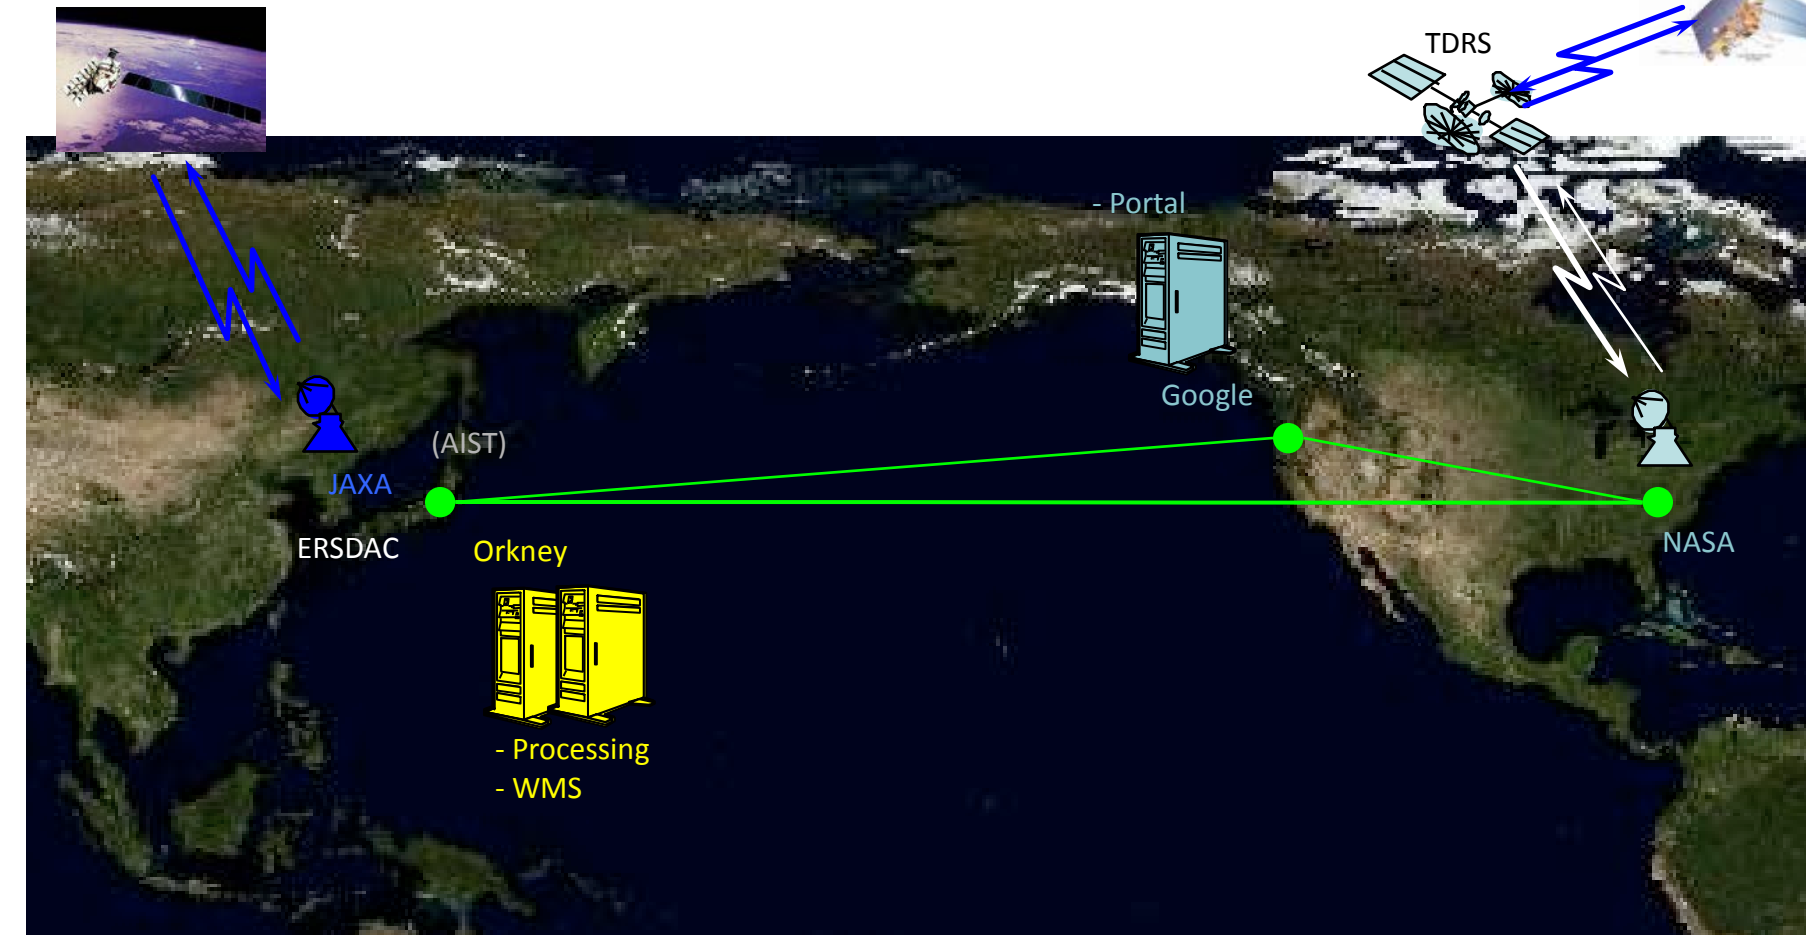 TDRS
- Portal
Google
(AIST)
JAXA
ERSDAC
Orkney
NASA
- Processing
- WMS